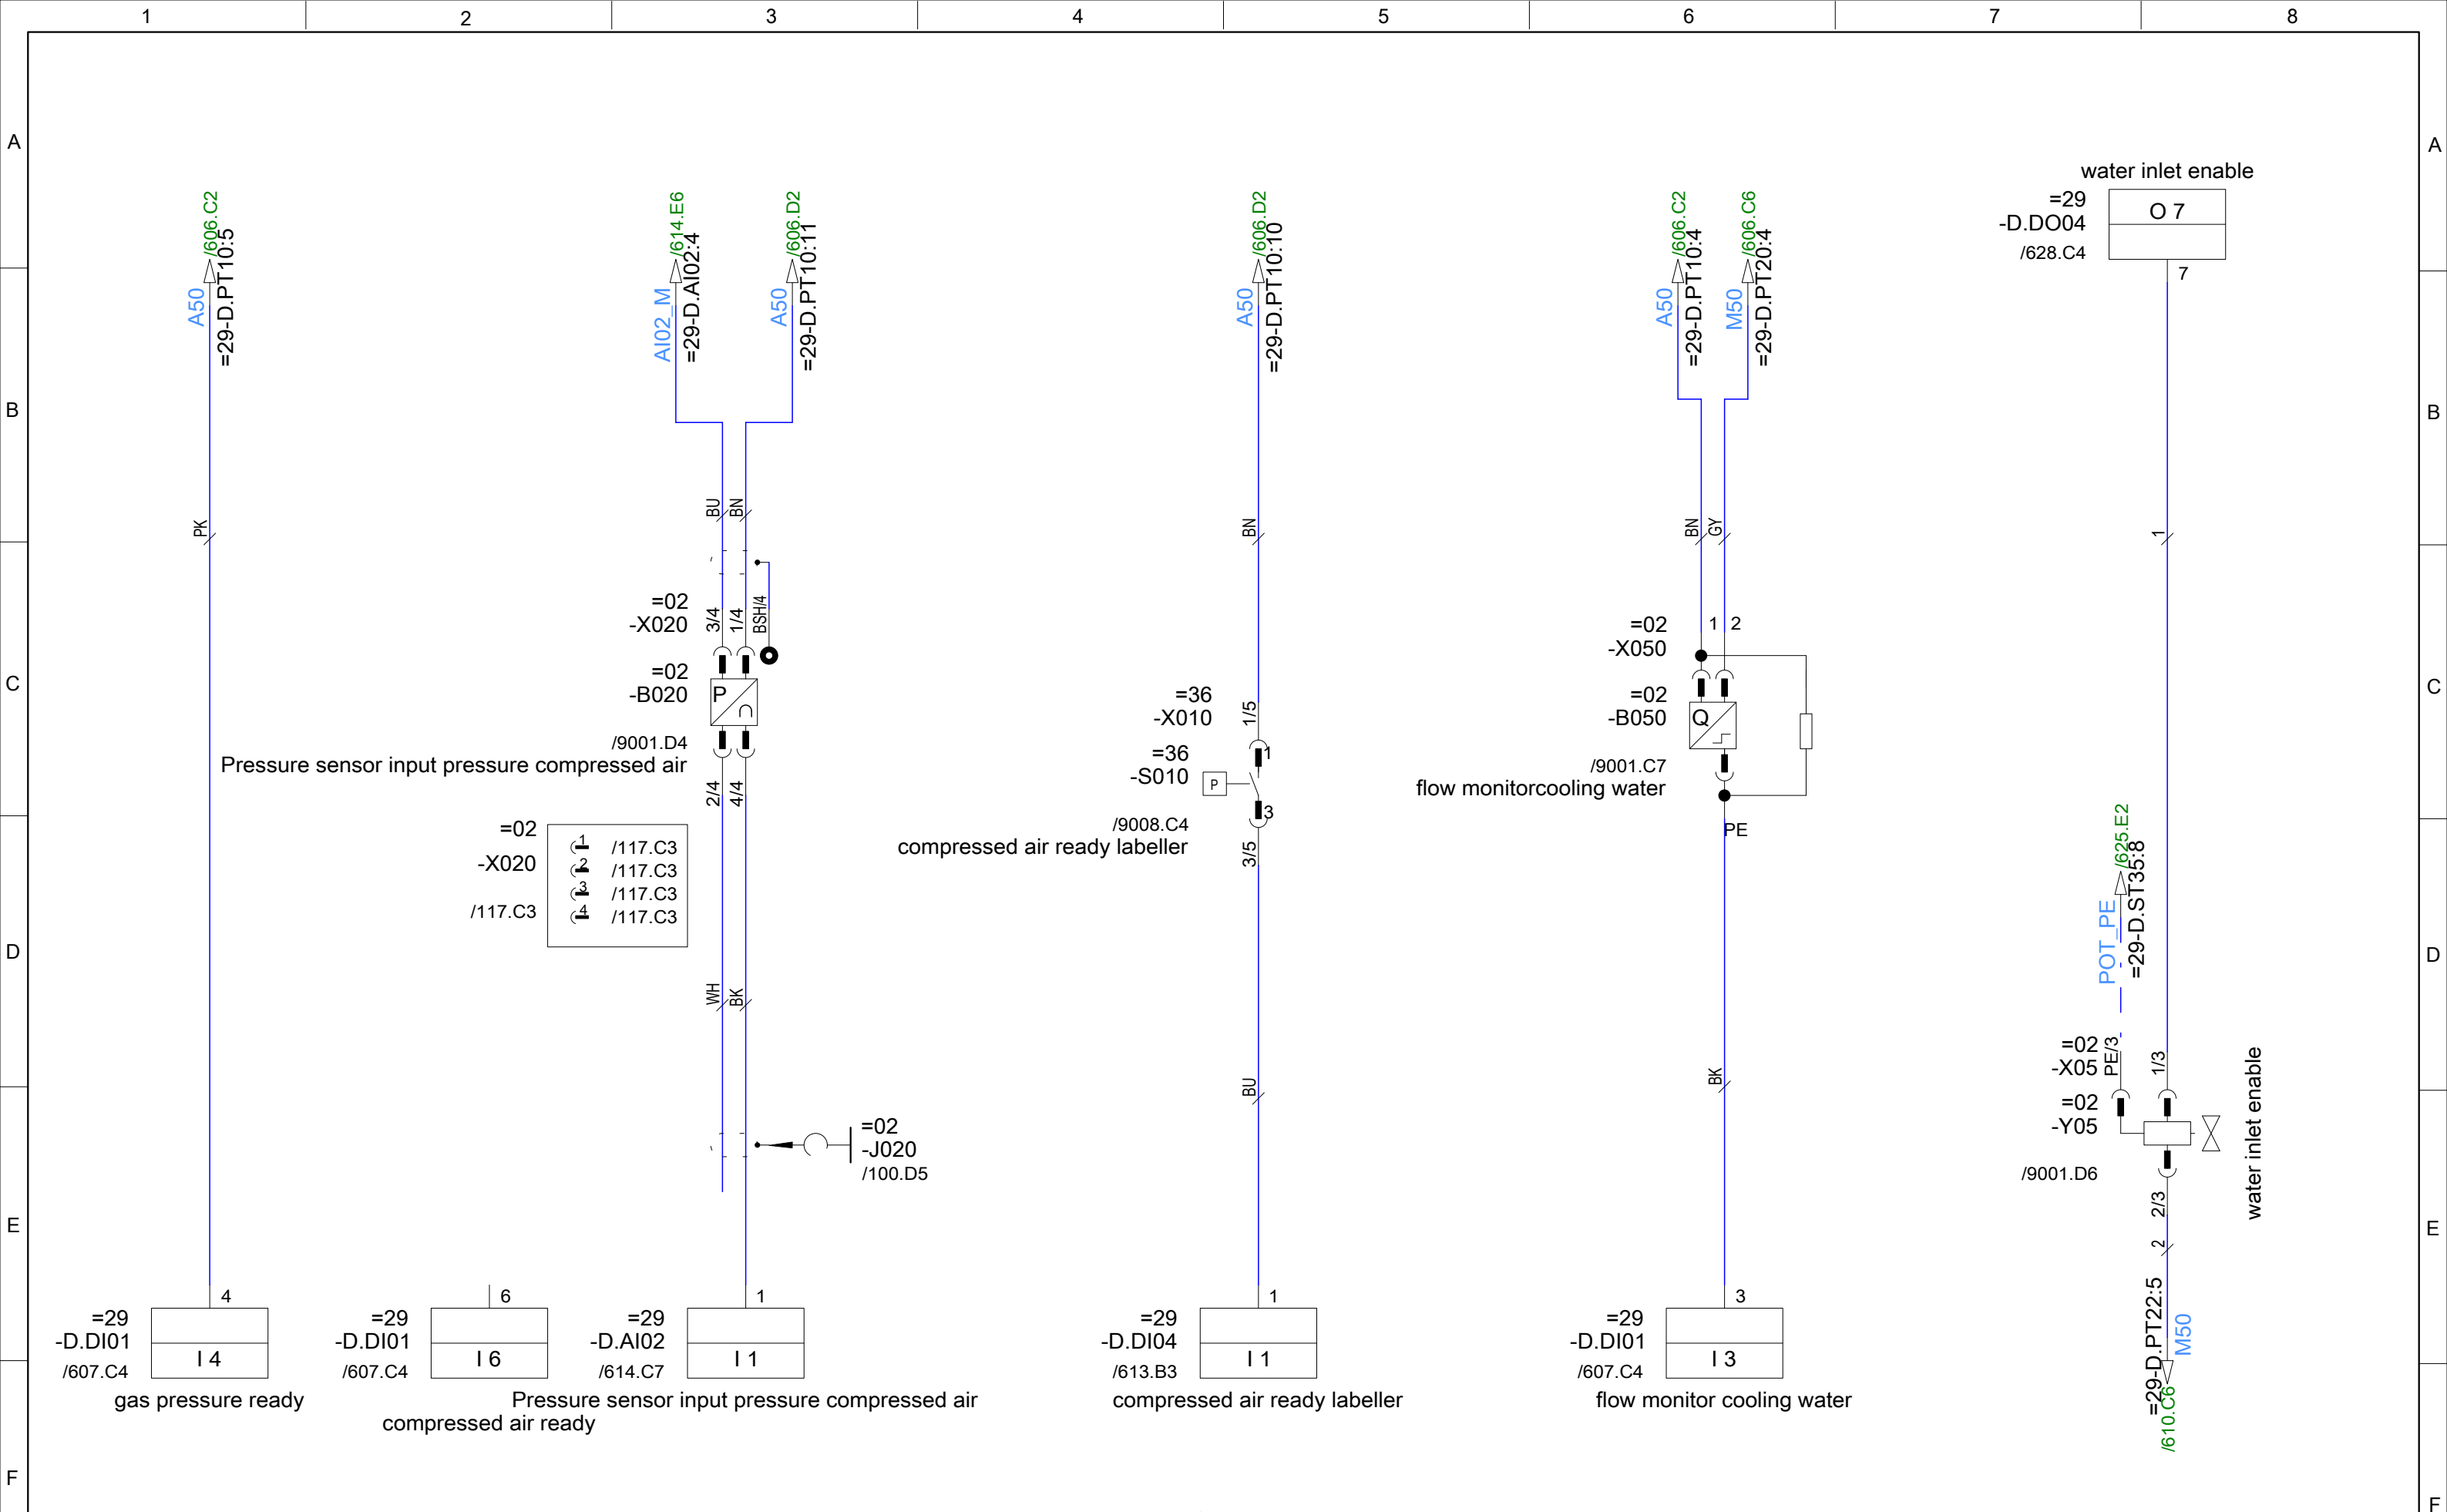 1 2 3 4 5 6 7 8
A
A
B
B
C
C
D
D
E
E
F
F
/606.C2
=29-D.PT10:5
A50
PK
=29
-D.DI01
/607.C4
4
I 4
gas pressure ready
=29
-D.DI01
/607.C4
6
I 6
compressed air ready
/614.E6
=29-D.AI02:4
AI02_M
/606.D2
=29-D.PT10:11
A50
BU
BN
=02
-X020
3/4
1/4
BSH/4
=02
-B020
P
/9001.D4
Pressure sensor input pressure compressed air
2/4
4/4
=02
-X020
/117.C3
1 /117.C3
2 /117.C3
3 /117.C3
4 /117.C3
WH
BK
=02
-J020
/100.D5
=29
-D.AI02
/614.C7
1
I 1
Pressure sensor input pressure compressed air
/606.D2
=29-D.PT10:10
A50
BN
=36
-X010
1/5
=36
-S010
P
1
3
/9008.C4
compressed air ready labeller
3/5
BU
=29
-D.DI04
/613.B3
1
I 1
compressed air ready labeller
/606.C2
=29-D.PT10:4
A50
/606.C6
=29-D.PT20:4
M50
BN
GY
=02
-X050
1
2
=02
-B050
Q
/9001.C7
flow monitorcooling water
PE
BK
=29
-D.DI01
/607.C4
3
I 3
flow monitor cooling water
water inlet enable
=29
-D.DO04
/628.C4
O 7
7
1
/625.E2
=29-D.ST35:8
POT_PE
=02
-X05
PE/3
1/3
=02
-Y05
/9001.D6
water inlet enable
2/3
2
=29-D.PT22:5
M50
/610.C6